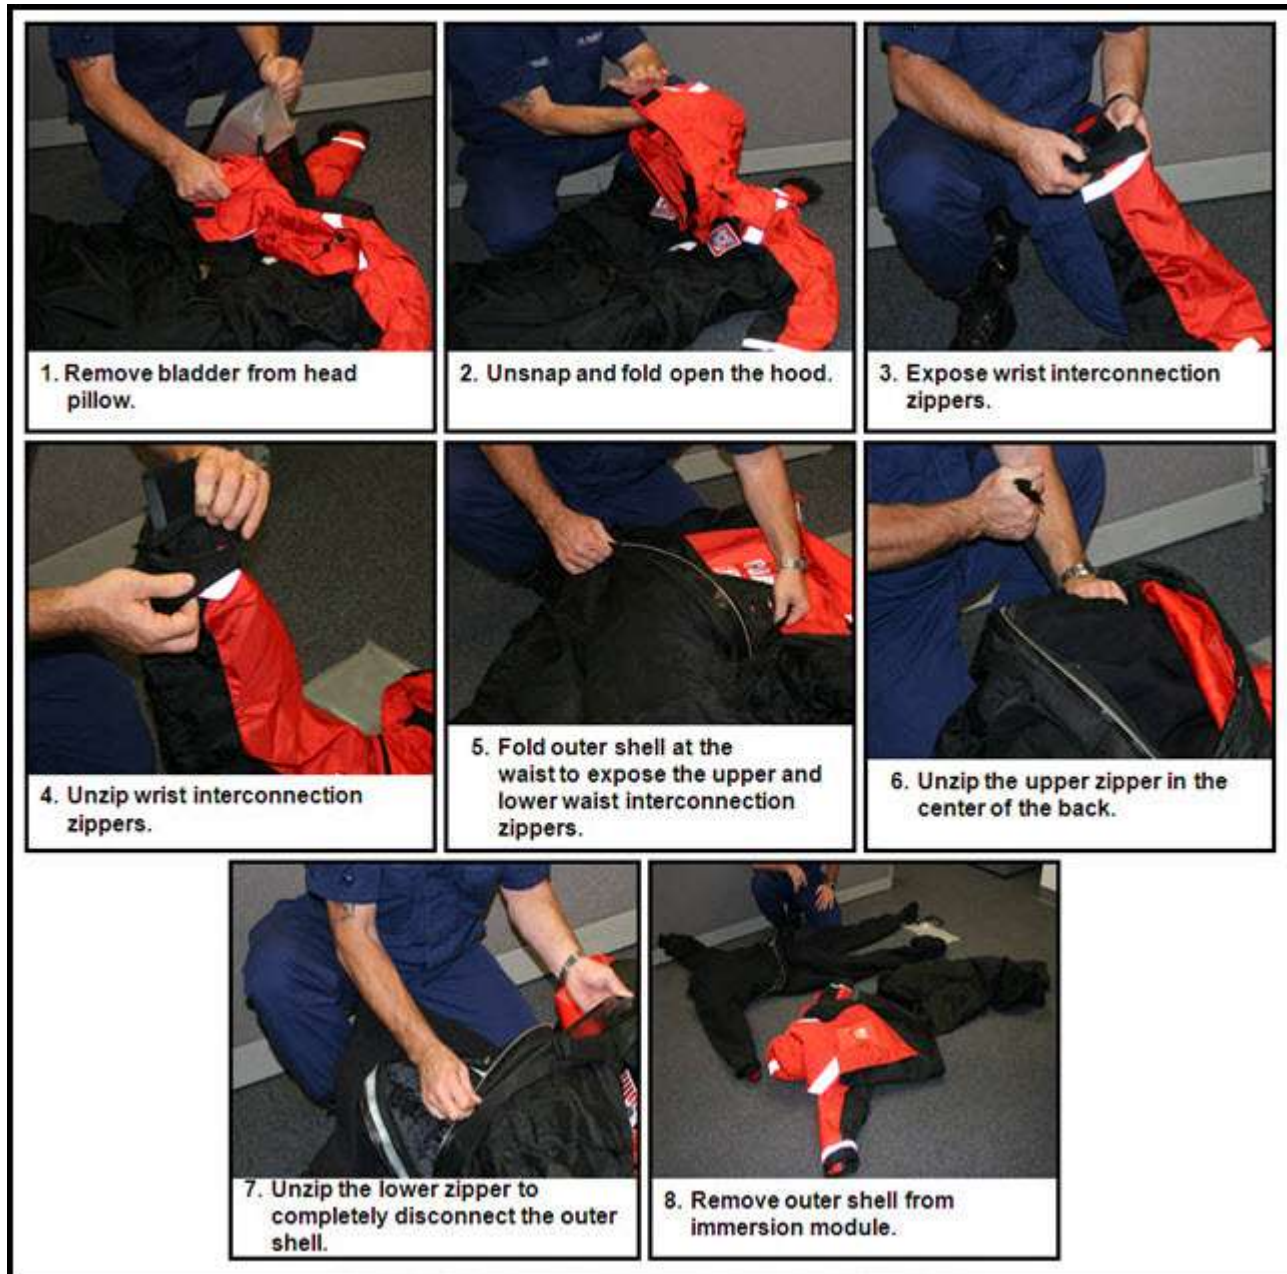 1. Remove bladder from head
pillow.
2. Unsnap and fold open the hood.
3. Expose wrist interconnection
zippers.
4. Unzip wrist interconnection
zippers.
5. Fold outer shell at the
waist to expose the upper and
lower waist interconnection
zippers.
6. Unzip the upper zipper in the
center of the back.
7. Unzip the lower zipper to
completely disconnect the outer
shell.
8. Remove outer shell from
immersion module.